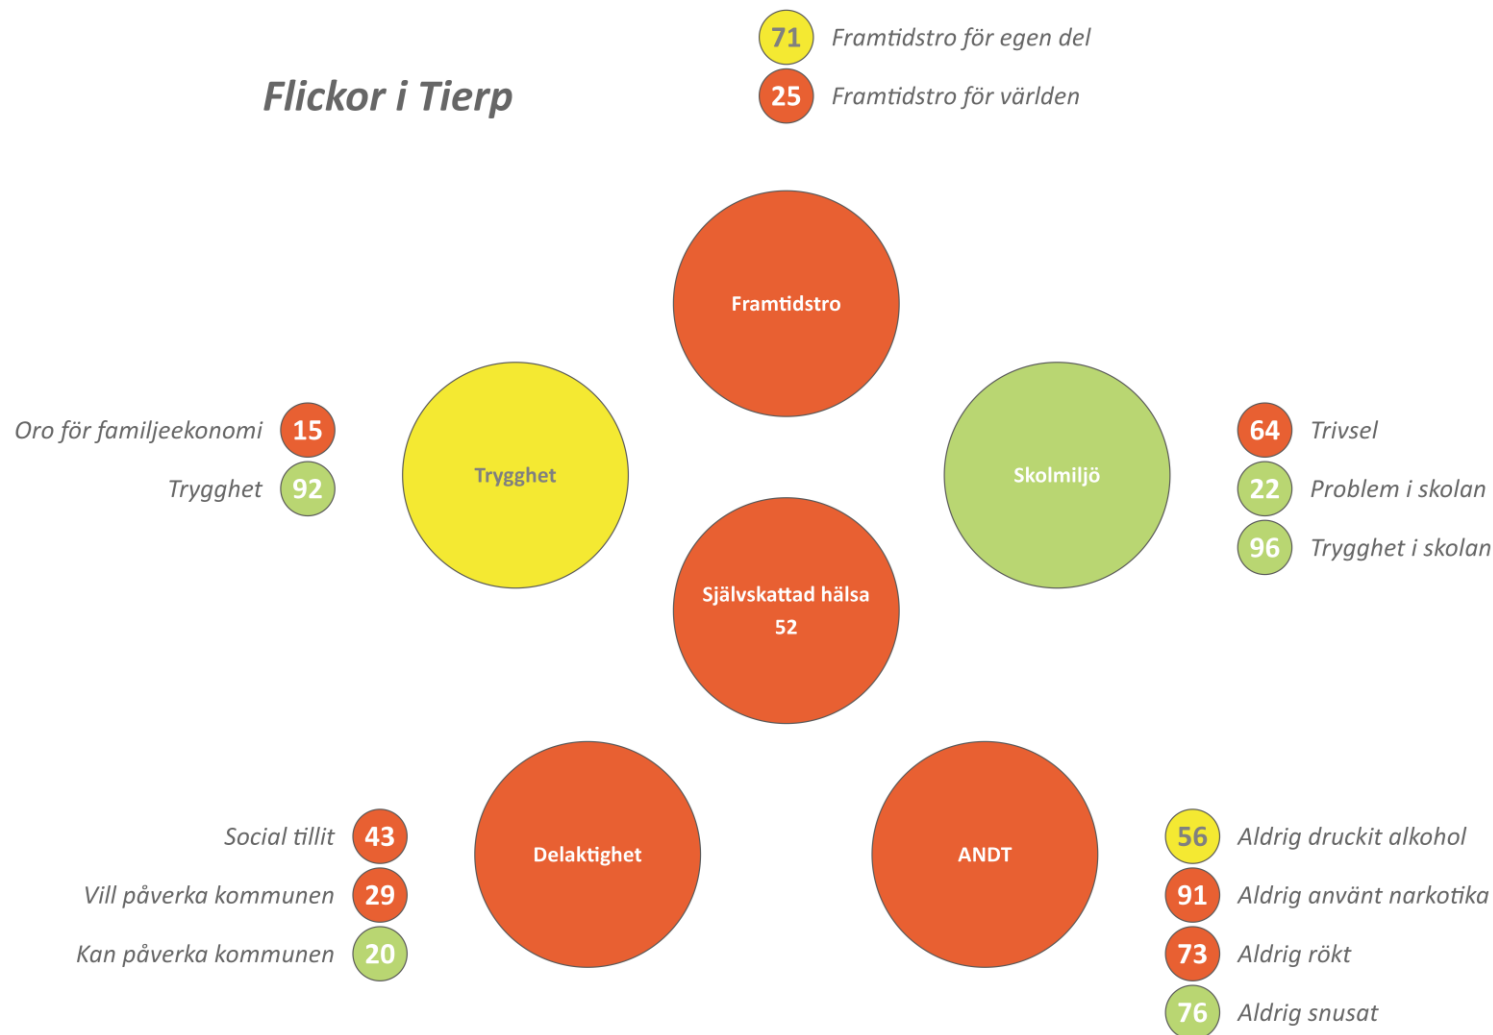 71 Framtidstro för egen del
Flickor i Tierp
25 Framtidstro för världen
Framtidstro
Oro för familjeekonomi 15
Trygghet 92
Trygghet
Skolmiljö
64 Trivsel
22 Problem i skolan
96 Trygghet i skolan
Självskattad hälsa
52
Social tillit 43
Vill påverka kommunen 29
Kan påverka kommunen 20
Delaktighet
ANDT
56 Aldrig druckit alkohol
91 Aldrig använt narkotika
73 Aldrig rökt
76 Aldrig snusat